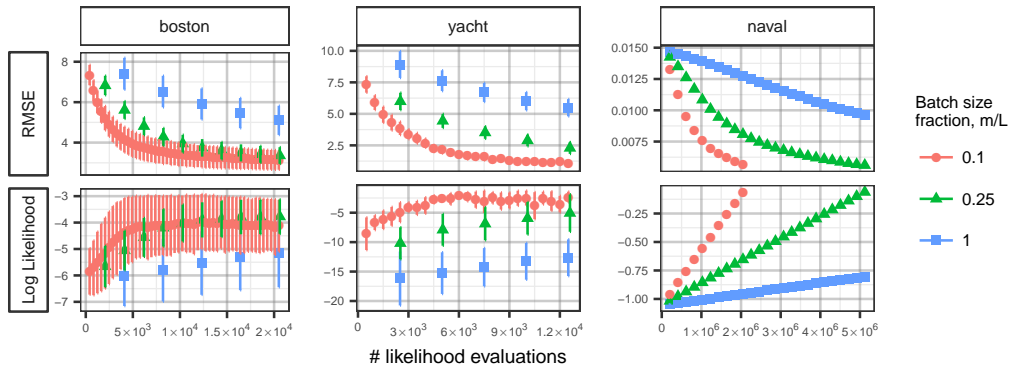 boston
yacht
naval
RMSE
8
6
4
10.0
7.5
5.0
2.5
0.0150
0.0125
0.0100
0.0075
Log Likelihood
−3
−4
−5
−6
−7
−5
−10
−15
−20
−0.25
−0.50
−0.75
−1.00
0 5×10³ 1×10⁴ 1.5×10⁴ 2×10⁴
3×10³ 6×10³ 9×10³ 1.2×10⁴
0 1×10⁶ 2×10⁶ 3×10⁶ 4×10⁶ 5×10⁶
# likelihood evaluations
Batch size
fraction, m/L
0.1
0.25
1